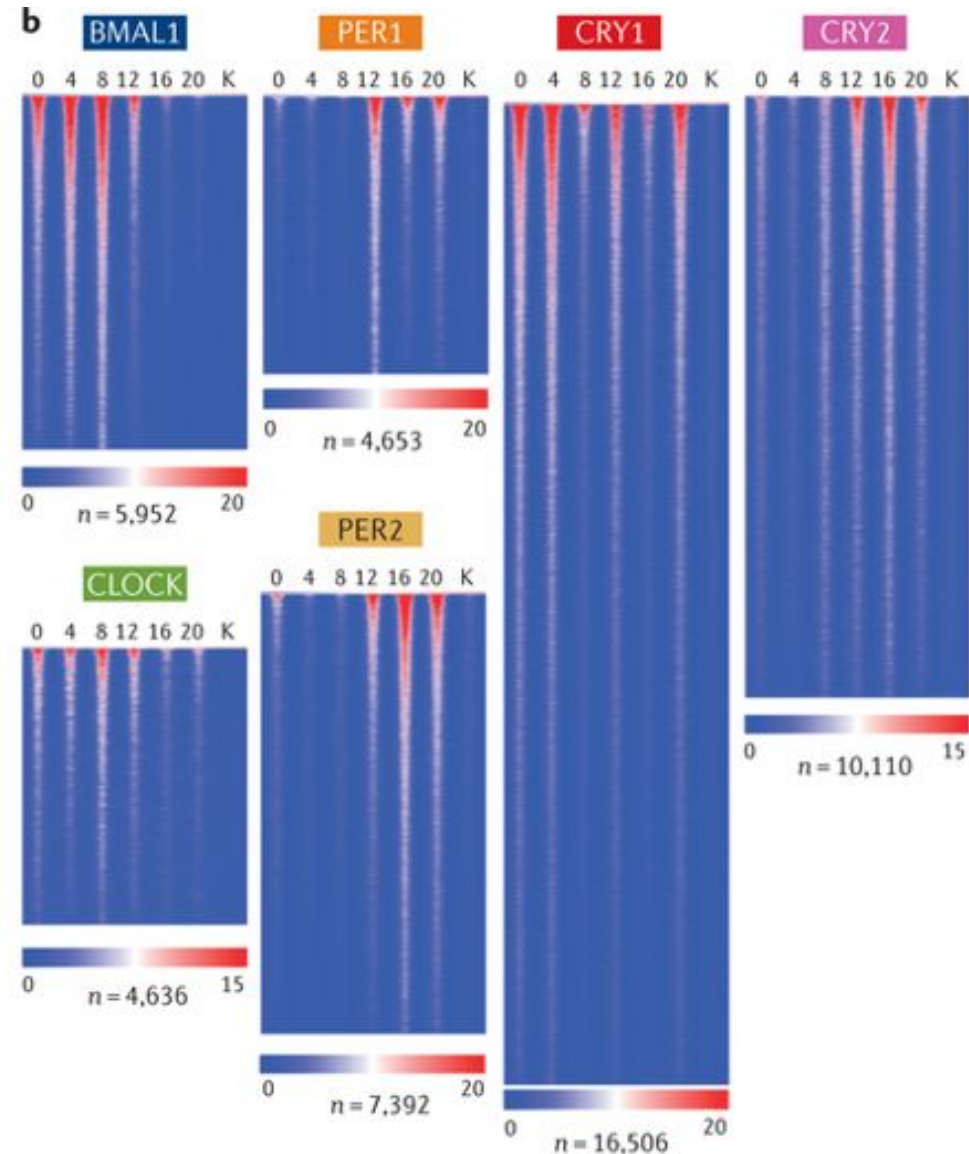 b
BMAL1
0 4 8 12 16 20 K
0 20
n = 5,952
CLOCK
0 4 8 12 16 20 K
0 15
n = 4,636
PER1
0 4 8 12 16 20 K
0 20
n = 4,653
PER2
0 4 8 12 16 20 K
0 20
n = 7,392
CRY1
0 4 8 12 16 20 K
0 20
n = 16,506
CRY2
0 4 8 12 16 20 K
0 15
n = 10,110